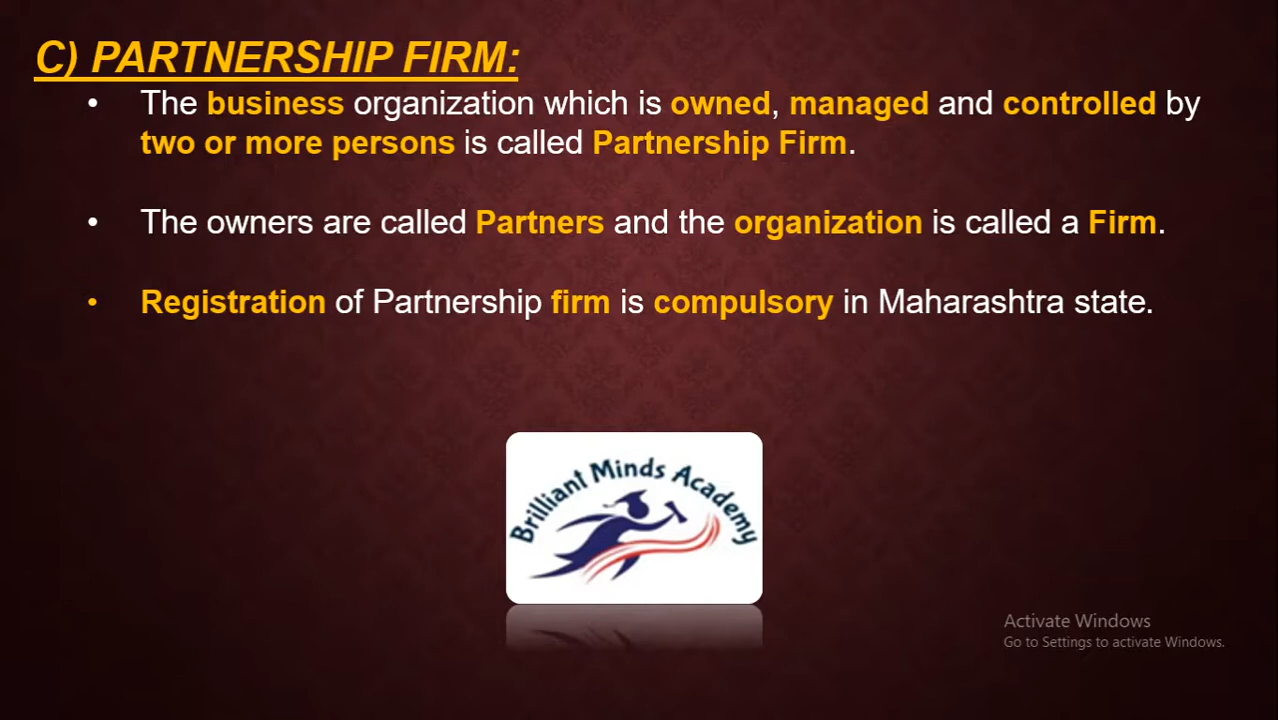 C) PARTNERSHIP FIRM:
• The business organization which is owned, managed and controlled by
two or more persons is called Partnership Firm.
• The owners are called Partners and the organization is called a Firm.
• Registration of Partnership firm is compulsory in Maharashtra state.
Brilliant Minds Academy
Activate Windows
Go to Settings to activate Windows.